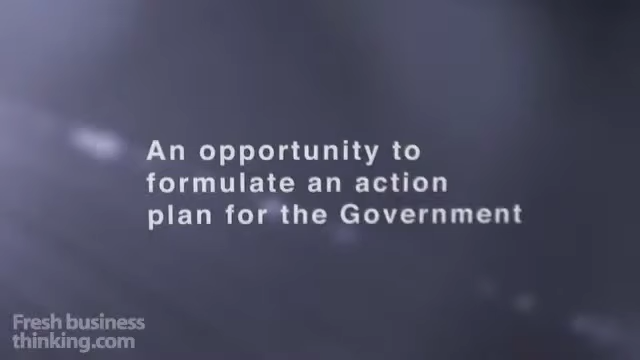 An opportunity to
formulate an action
plan for the Government
Fresh business
thinking.com